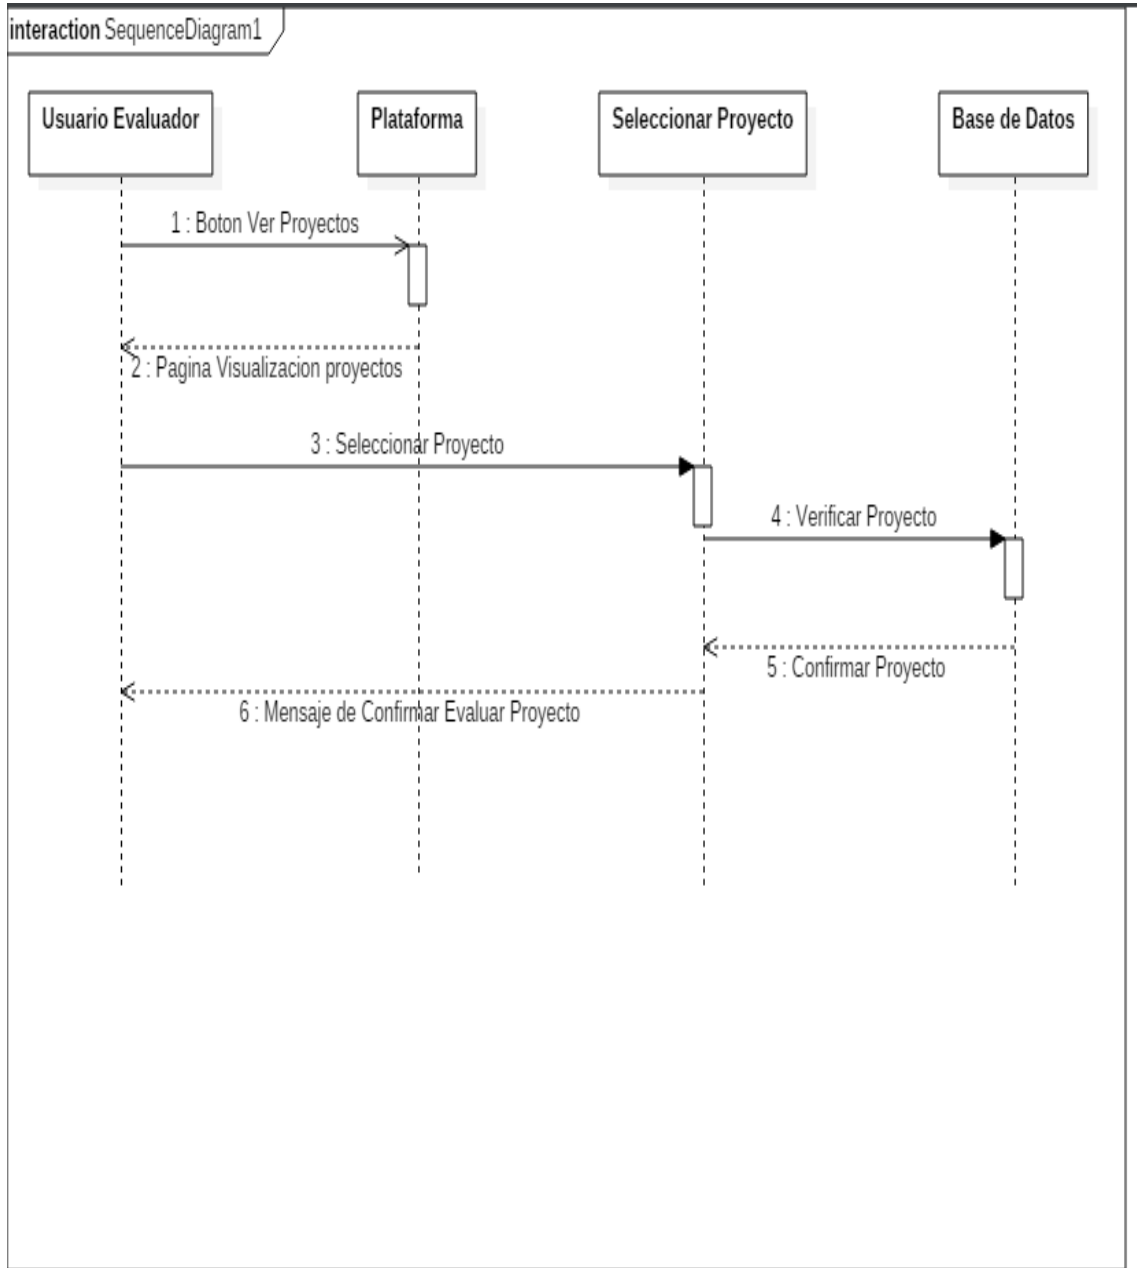 interaction SequenceDiagram1
Usuario Evaluador
Plataforma
Seleccionar Proyecto
Base de Datos
1 : Boton Ver Proyectos
2 : Pagina Visualizacion proyectos
3 : Seleccionar Proyecto
4 : Verificar Proyecto
5 : Confirmar Proyecto
6 : Mensaje de Confirmar Evaluar Proyecto